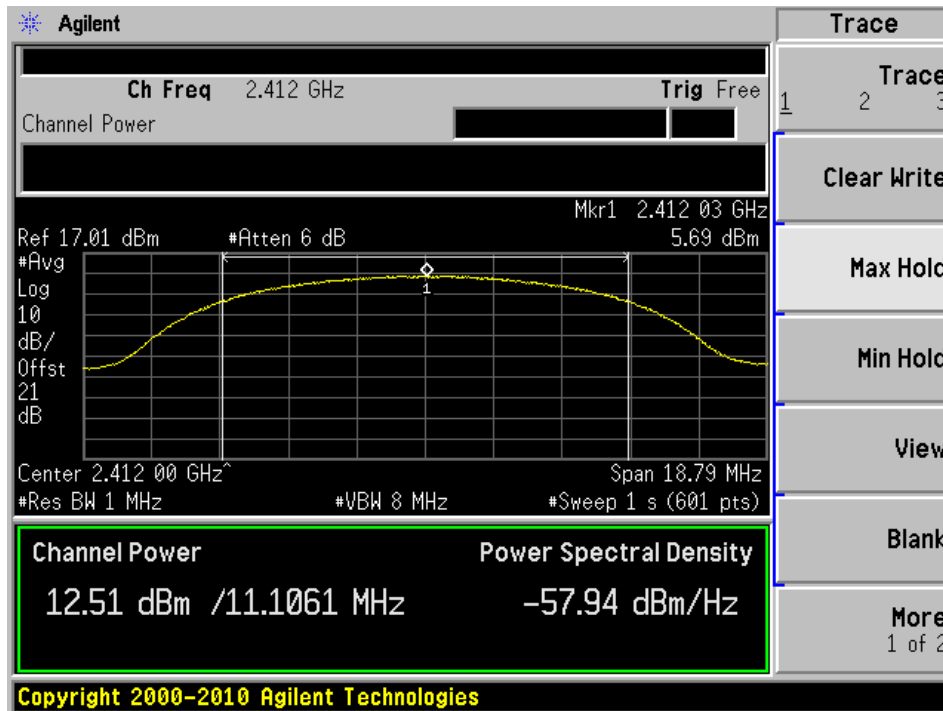 Agilent
Ch Freq 2.412 GHz Trig Free
Channel Power
Mkr1 2.412 03 GHz
Ref 17.01 dBm #Atten 6 dB 5.69 dBm
#Avg
Log
10
dB/
Offst
21
dB
1
Center 2.412 00 GHz^ Span 18.79 MHz
#Res BW 1 MHz #VBW 8 MHz #Sweep 1 s (601 pts)
Channel Power Power Spectral Density
12.51 dBm /11.1061 MHz -57.94 dBm/Hz
Copyright 2000-2010 Agilent Technologies
Trace
Trace
1 2 3
Clear Write
Max Hold
Min Hold
View
Blank
More
1 of 2